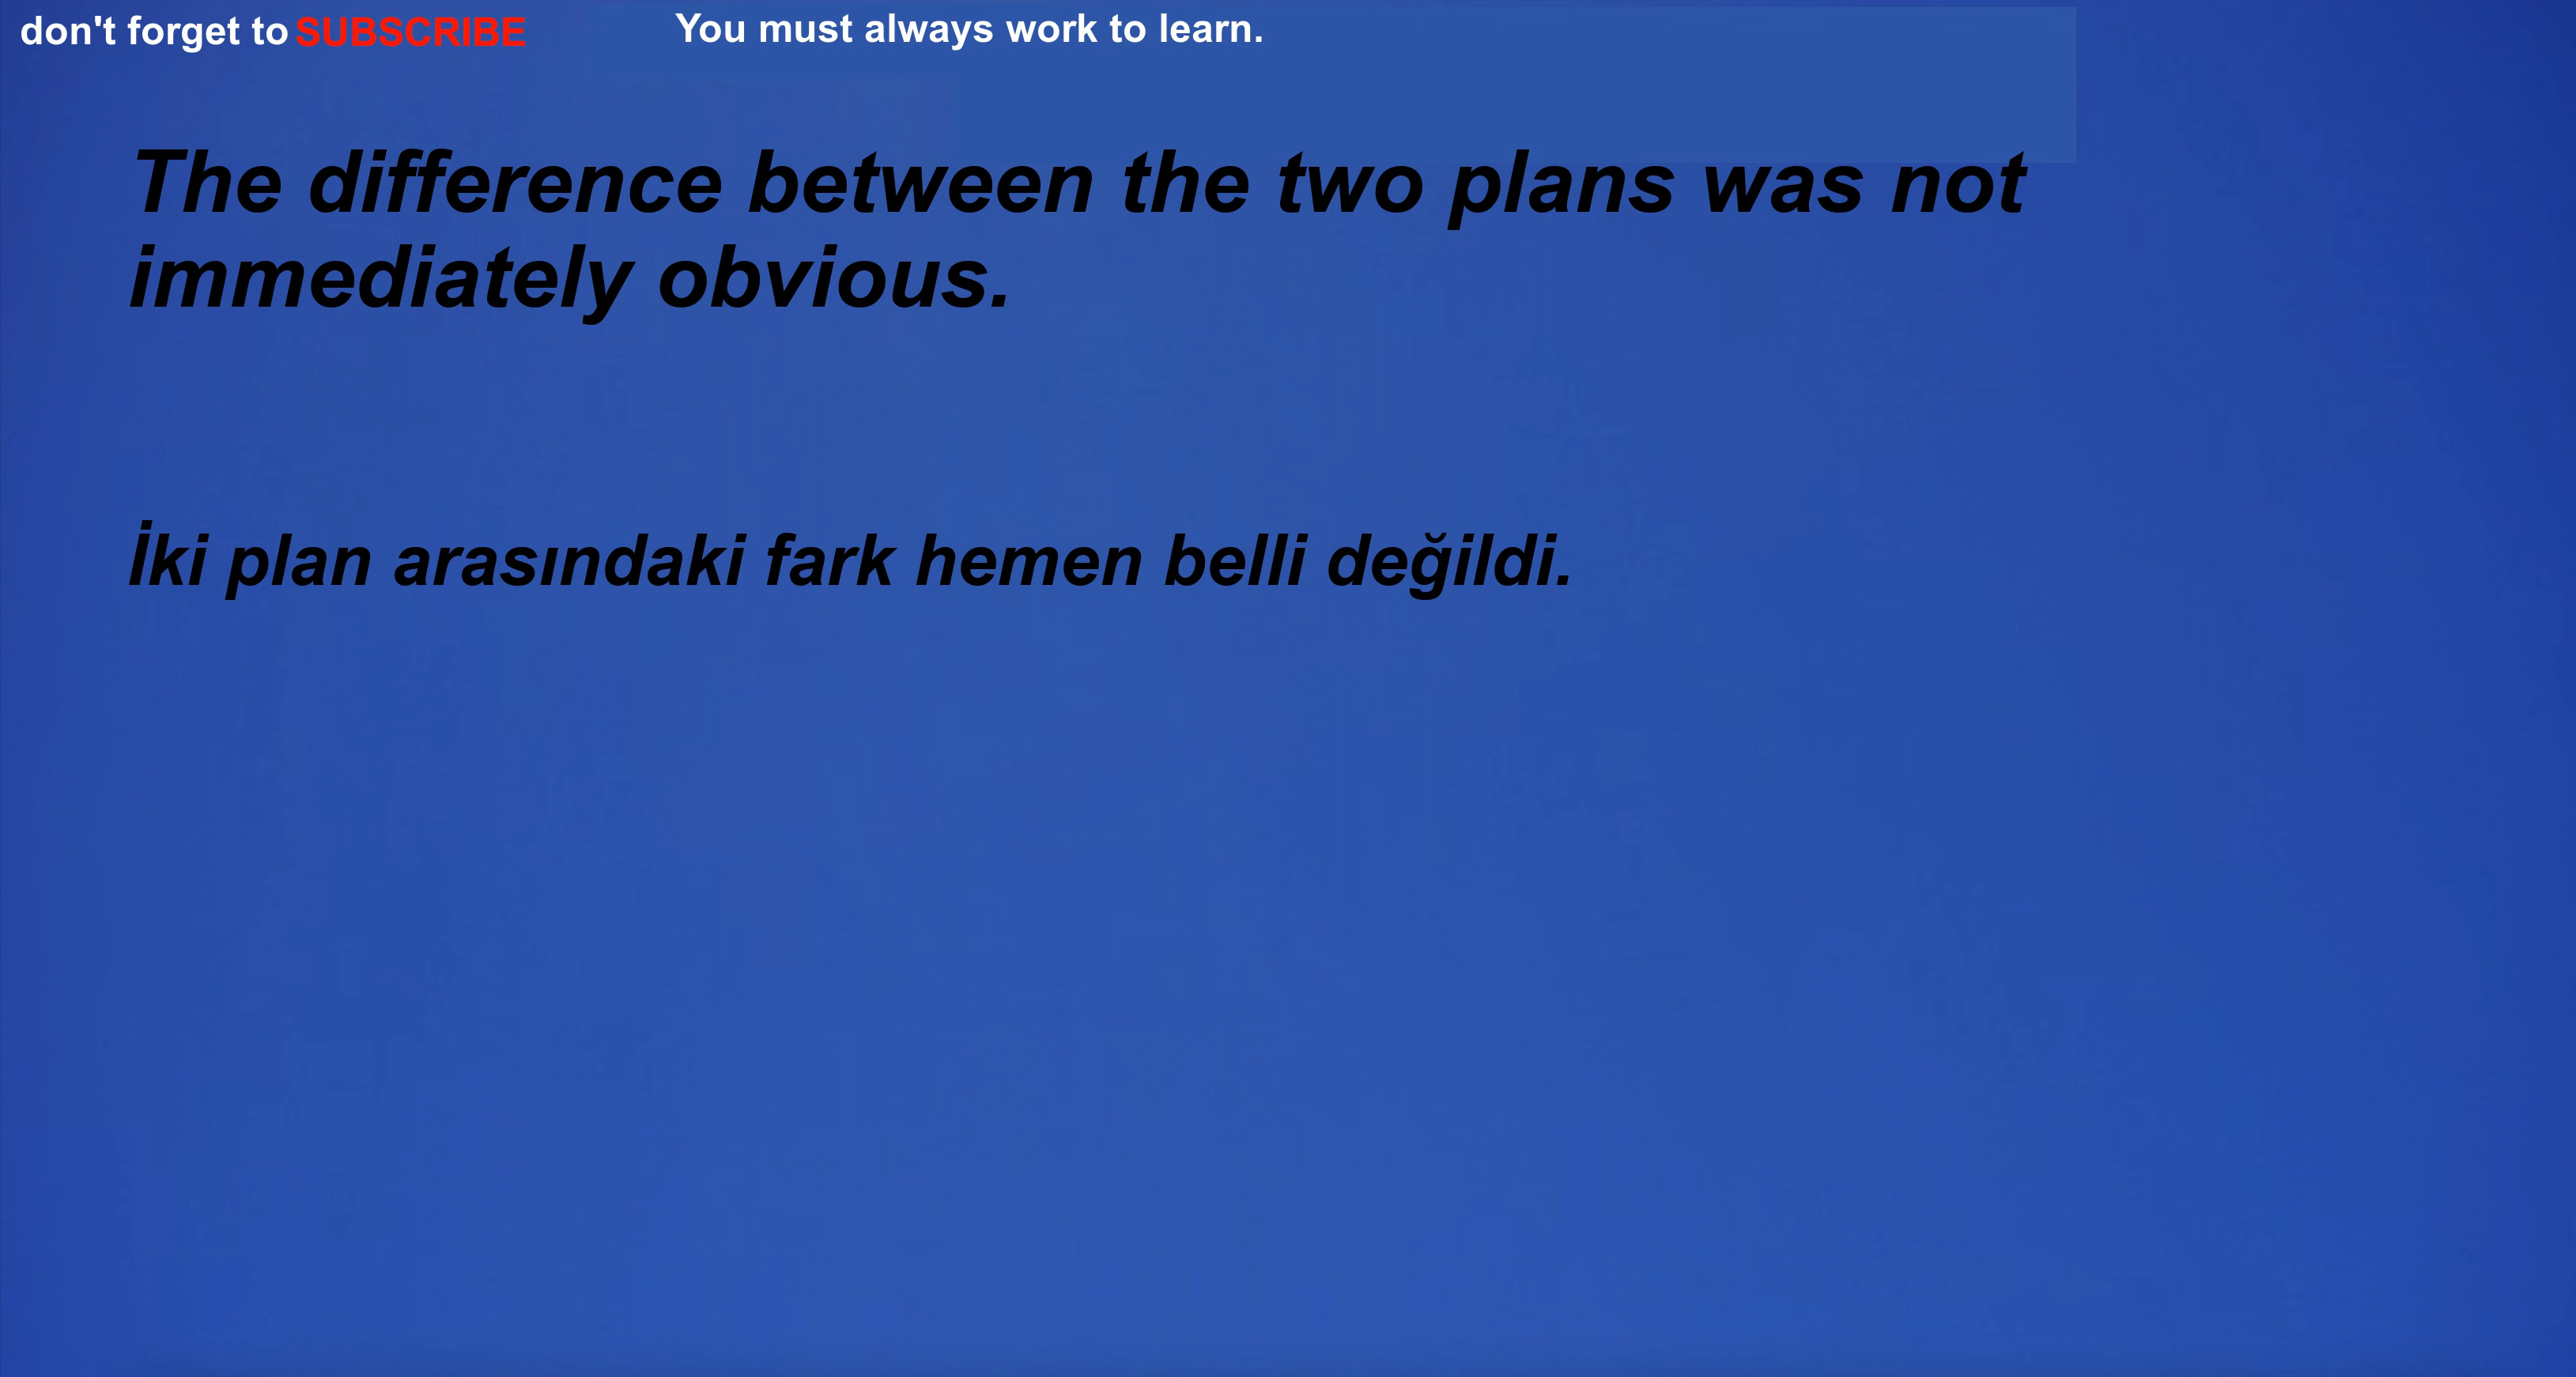 don't forget to SUBSCRIBE
You must always work to learn.
The difference between the two plans was not
immediately obvious.
İki plan arasındaki fark hemen belli değildi.